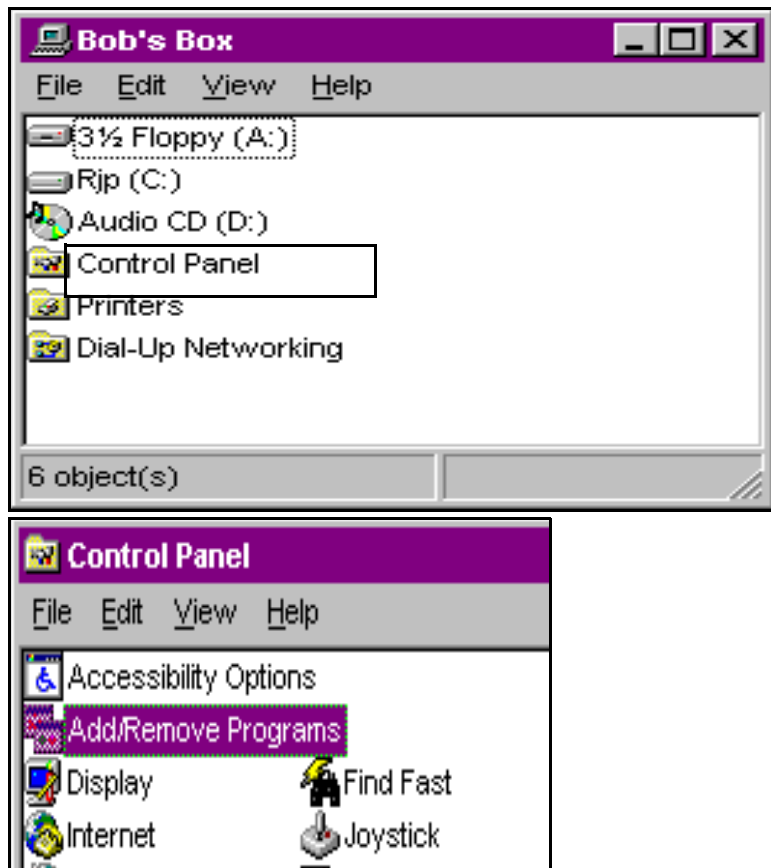 Bob's Box
File Edit View Help
3½ Floppy (A:)
Rjp (C:)
Audio CD (D:)
Control Panel
Printers
Dial-Up Networking
6 object(s)
Control Panel
File Edit View Help
Accessibility Options
Add/Remove Programs
Display Find Fast
Internet Joystick